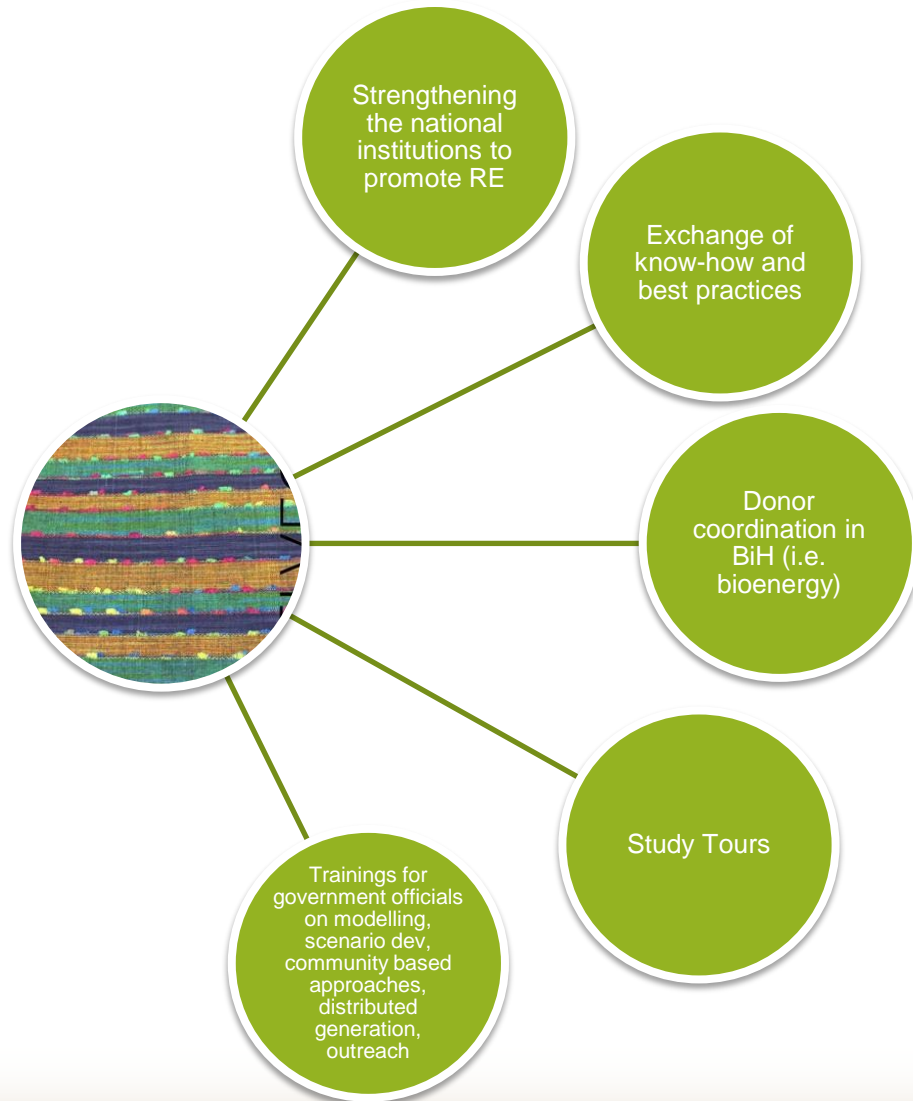 Strengthening
the national
institutions to
promote RE
Exchange of
know-how and
best practices
Donor
coordination in
BiH (i.e.
bioenergy)
Study Tours
Trainings for
government officials
on modelling,
scenario dev,
community based
approaches,
distributed
generation,
outreach